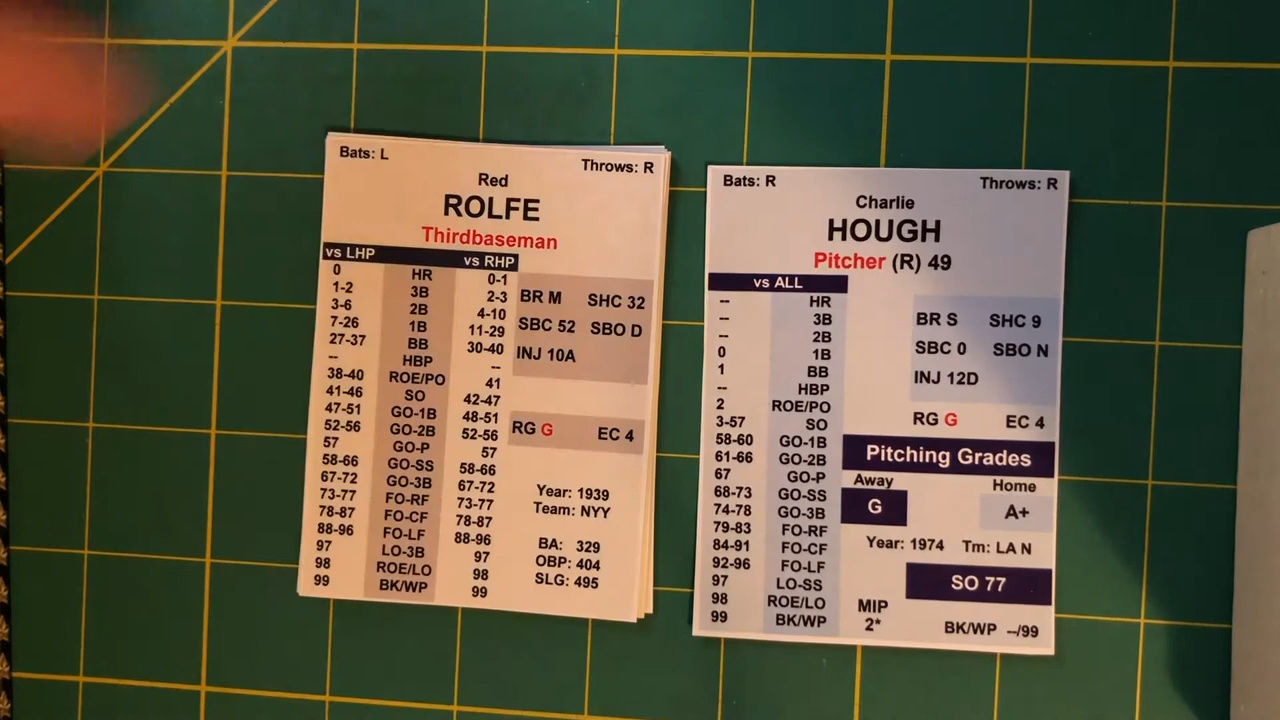 Bats: L Throws: R
Red
ROLFE
Thirdbaseman
vs LHP vs RHP
0 HR 0-1
1-2 3B 2-3
3-6 2B 4-10
7-26 1B 11-29
27-37 BB 30-40
-- HBP --
38-40 ROE/PO 41
41-46 SO 42-47
47-51 GO-1B 48-51
52-56 GO-2B 52-56
57 GO-P 57
58-66 GO-SS 58-66
67-72 GO-3B 67-72
73-77 FO-RF 73-77
78-87 FO-CF 78-87
88-96 FO-LF 88-96
97 LO-3B 97
98 ROE/LO 98
99 BK/WP 99
BR M SHC 32
SBC 52 SBO D
INJ 10A
RG G EC 4
Year: 1939
Team: NYY
BA: 329
OBP: 404
SLG: 495
Bats: R Throws: R
Charlie
HOUGH
Pitcher (R) 49
vs ALL
-- HR
-- 3B
-- 2B
0 1B
1 BB
-- HBP
2 ROE/PO
3-57 SO
58-60 GO-1B
61-66 GO-2B
67 GO-P
68-73 GO-SS
74-78 GO-3B
79-83 FO-RF
84-91 FO-CF
92-96 FO-LF
97 LO-SS
98 ROE/LO
99 BK/WP
BR S SHC 9
SBC 0 SBO N
INJ 12D
RG G EC 4
Pitching Grades
Away Home
G A+
Year: 1974 Tm: LA N
SO 77
MIP
2*
BK/WP --/99